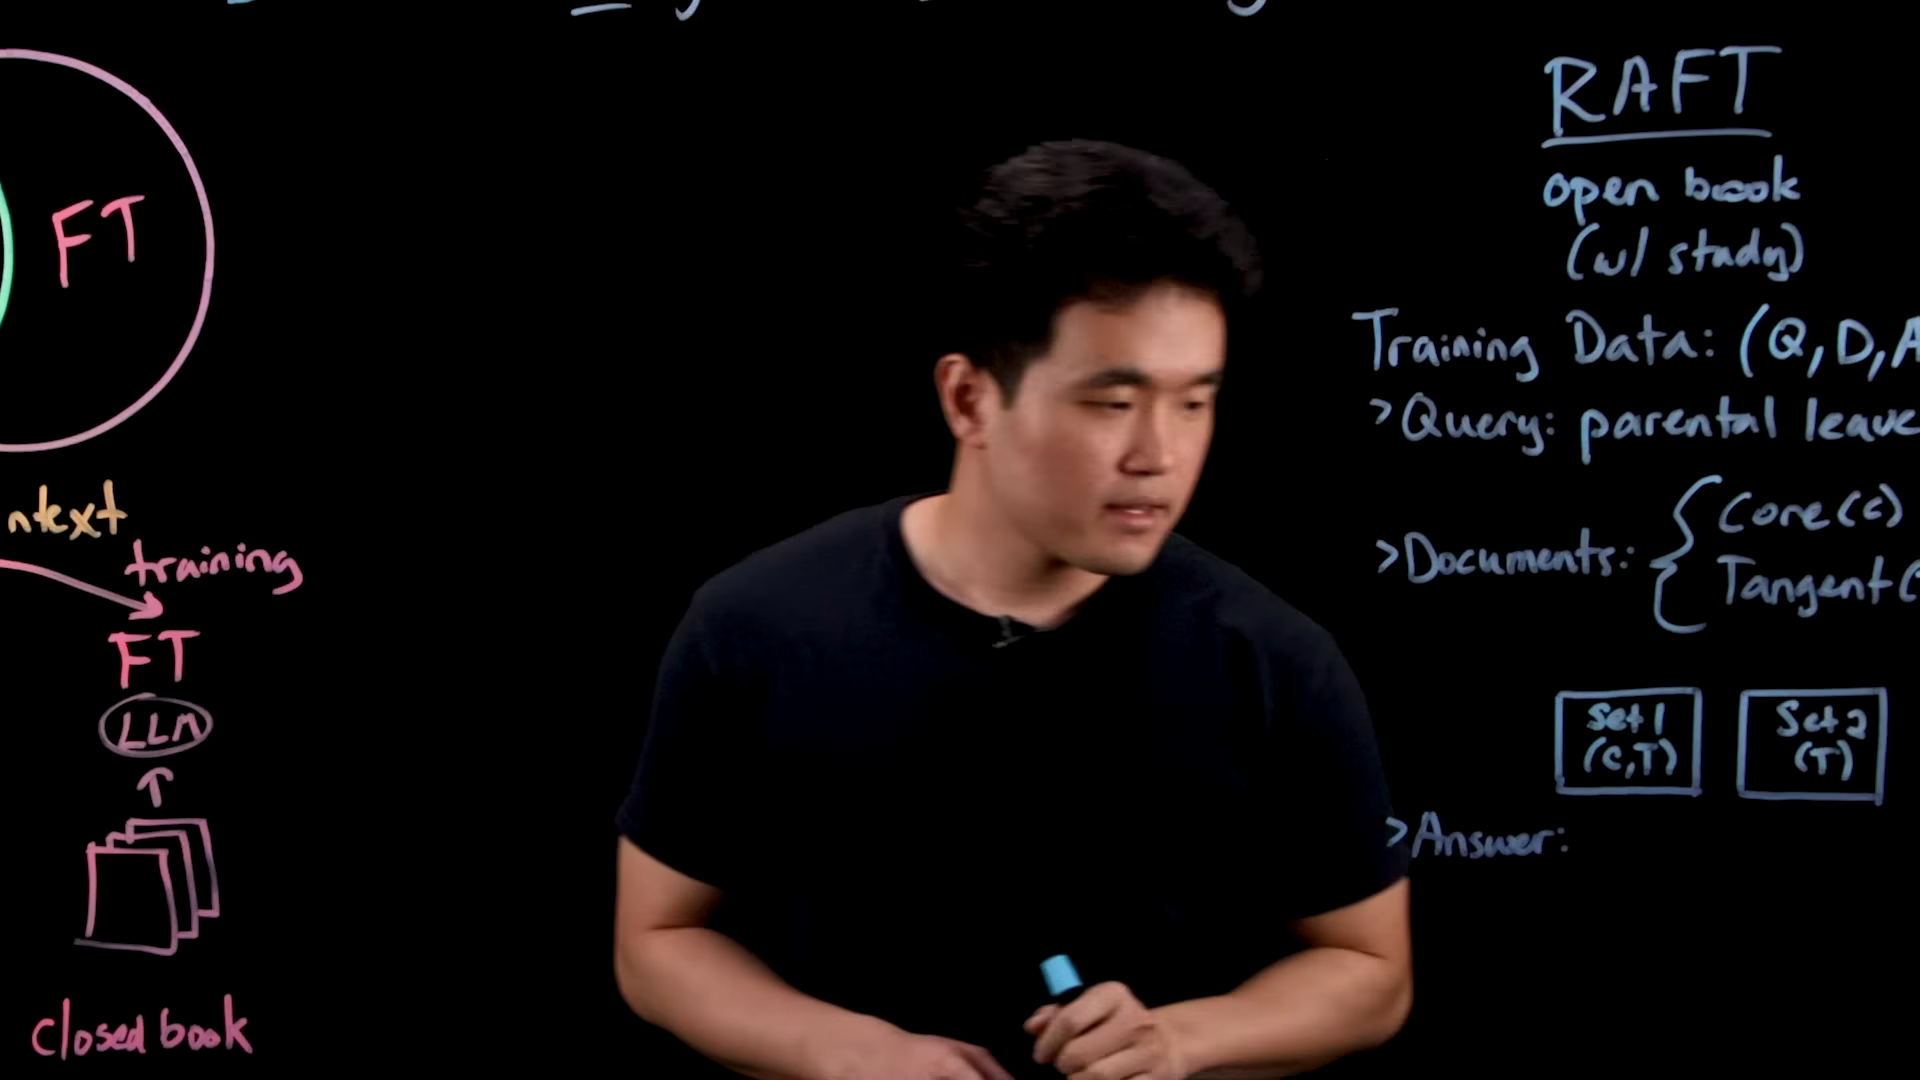 FT
ntext
training
FT
LLM
closed book
RAFT
open book
(w/ study)
Training Data: (Q, D, A
>Query: parental leave
>Documents: { Core (C)
Tangent (
Set 1
(C,T)
Set 2
(T)
>Answer: